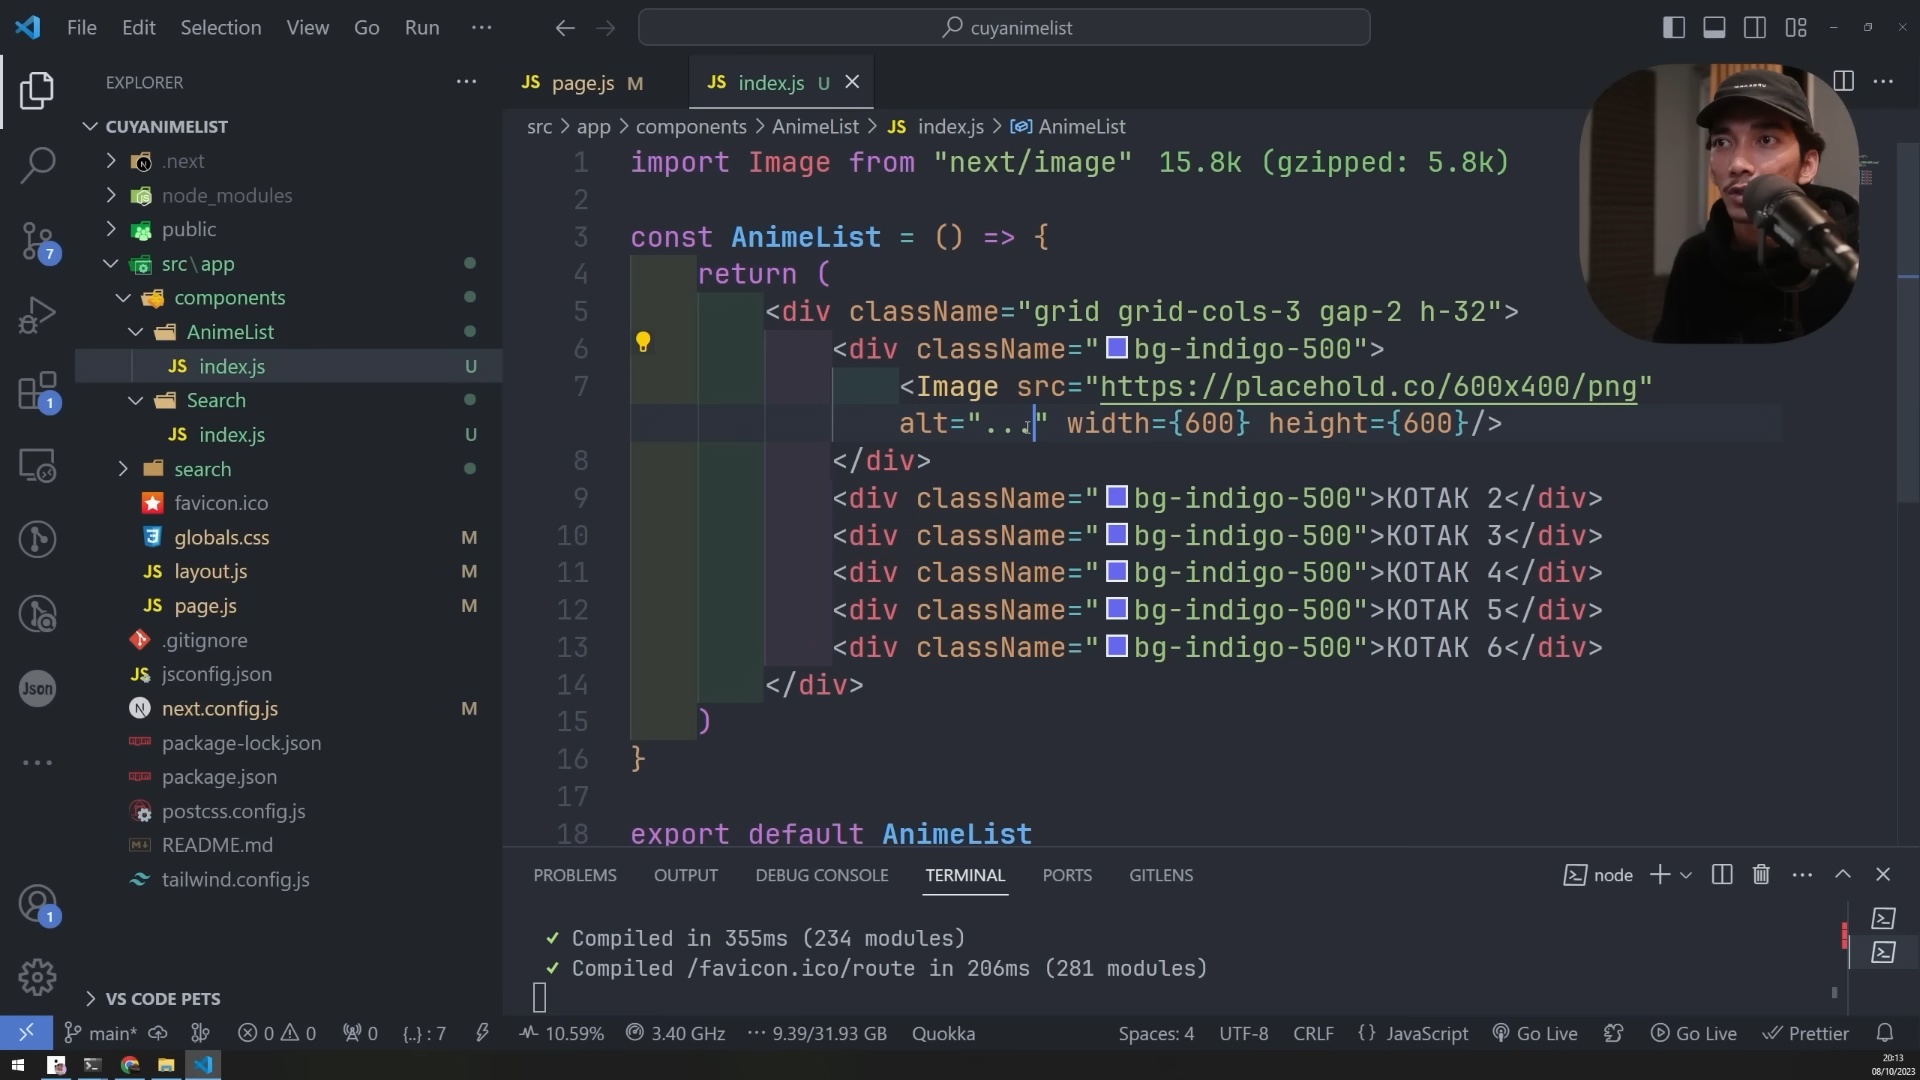 File Edit Selection View Go Run ···
cuyanimelist
EXPLORER ···
JS page.js M
JS index.js U
CUYANIMELIST
src > app > components > AnimeList > JS index.js > AnimeList
.next
node_modules
public
src\app
components
AnimeList
JS index.js U
Search
JS index.js
search
favicon.ico
globals.css M
JS layout.js M
JS page.js M
.gitignore
JS jsconfig.json
N next.config.js M
package-lock.json
package.json
postcss.config.js
README.md
tailwind.config.js
VS CODE PETS
7
1
Json
1
1 import Image from "next/image" 15.8k (gzipped: 5.8k)
2
3 const AnimeList = () => {
4 return (
5 <div className="grid grid-cols-3 gap-2 h-32">
6 <div className="bg-indigo-500">
7 <Image src="https://placehold.co/600x400/png"
alt="..." width={600} height={600}/>
8 </div>
9 <div className="bg-indigo-500">KOTAK 2</div>
10 <div className="bg-indigo-500">KOTAK 3</div>
11 <div className="bg-indigo-500">KOTAK 4</div>
12 <div className="bg-indigo-500">KOTAK 5</div>
13 <div className="bg-indigo-500">KOTAK 6</div>
14 </div>
15 )
16 }
17
18 export default AnimeList
PROBLEMS OUTPUT DEBUG CONSOLE TERMINAL PORTS GITLENS
node
✓ Compiled in 355ms (234 modules)
✓ Compiled /favicon.ico/route in 206ms (281 modules)
main* 0 0 0 {..} : 7 10.59% 3.40 GHz ··· 9.39/31.93 GB Quokka Spaces: 4 UTF-8 CRLF {} JavaScript Go Live Go Live Prettier
20:13
08/10/2023